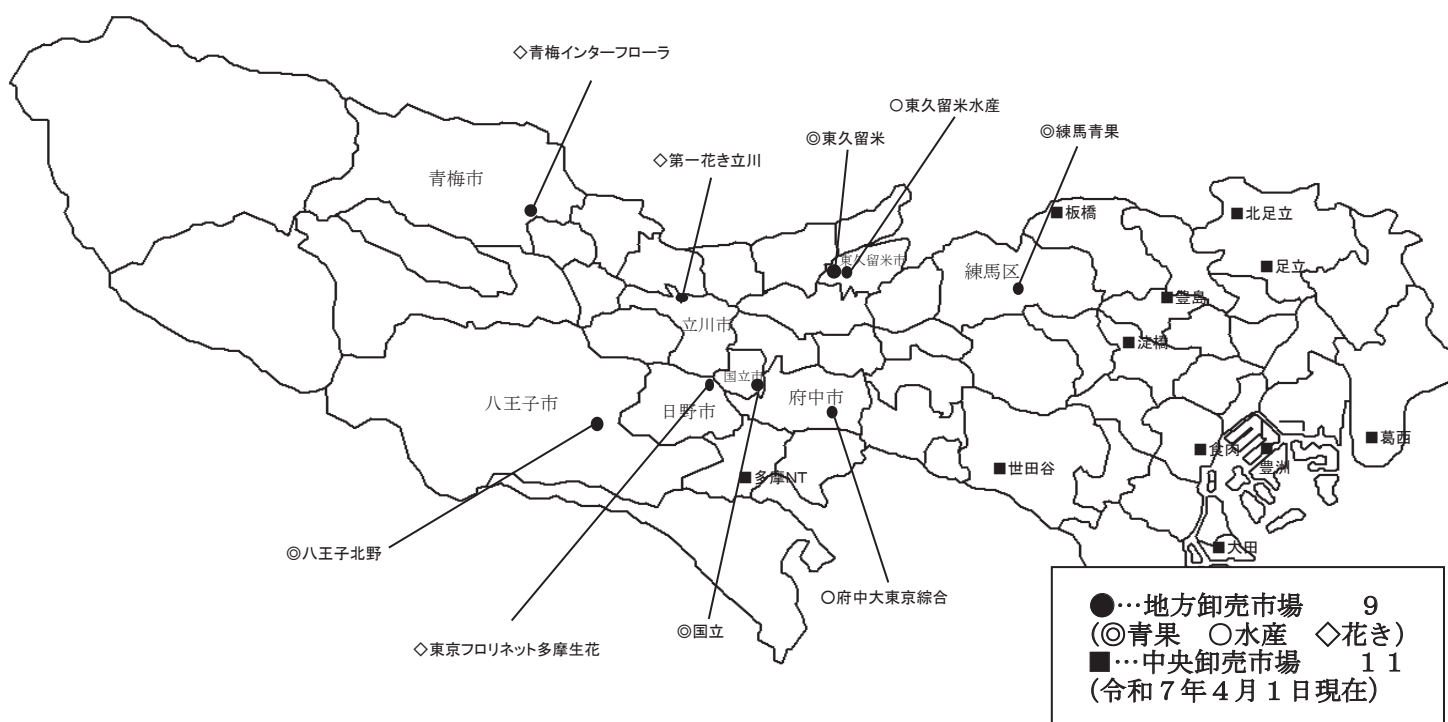 ◇青梅インターフローラ
○東久留米水産
◎東久留米
◎練馬青果
◇第一花き立川
青梅市
■板橋
■北足立
東久留米市
練馬区
■足立
■豊島
立川市
■淀橋
国立市
八王子市
日野市
府中市
■葛西
■食肉
■豊洲
■世田谷
■多摩NT
◎八王子北野
■大田
○府中大東京綜合
◎国立
◇東京フロリネット多摩生花
●…地方卸売市場 9
(◎青果 ○水産 ◇花き)
■…中央卸売市場 11
(令和7年4月1日現在)